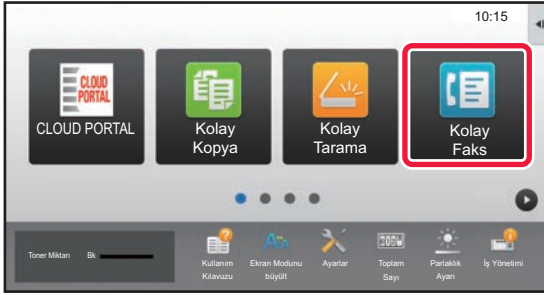 10:15
CLOUD
PORTAL
CLOUD PORTAL
Kolay
Kopya
Kolay
Tarama
Kolay
Faks
Toner Miktarı Bk
Kullanım
Kılavuzu
Ekran Modunu
büyült
Ayarlar
Toplam
Sayı
Parlaklık
Ayarı
İş Yönetimi